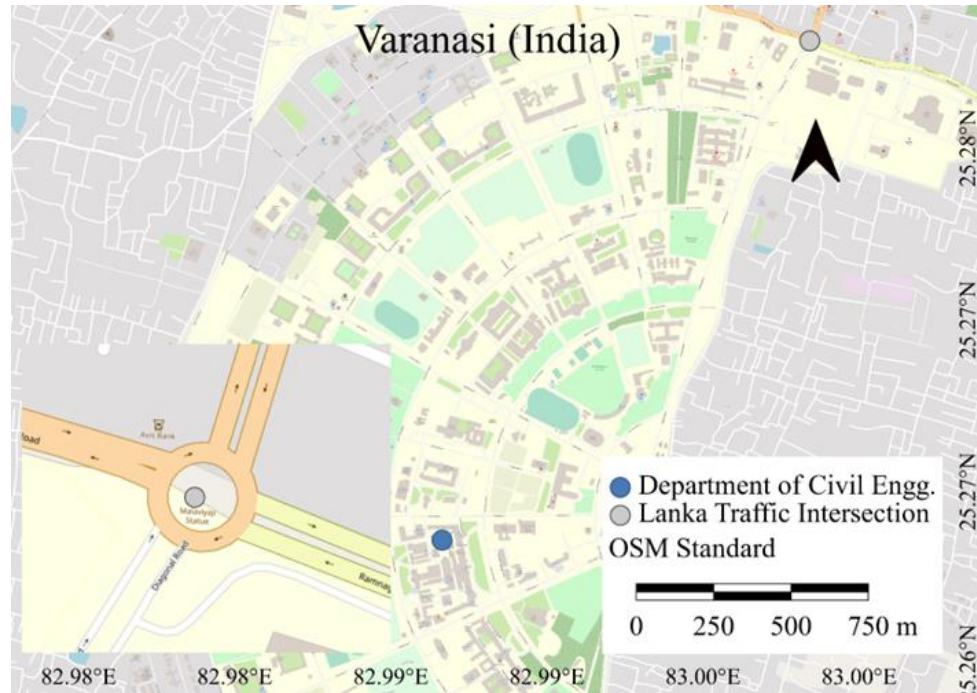 Varanasi (India)
25.28°N
25.27°N
25.27°N
5.26°N
Road
Axis Bank
Malaviyaji
Statue
Diagonal Road
Ramnag
Department of Civil Engg.
Lanka Traffic Intersection
OSM Standard
0 250 500 750 m
82.98°E 82.98°E 82.99°E 82.99°E 83.00°E 83.00°E